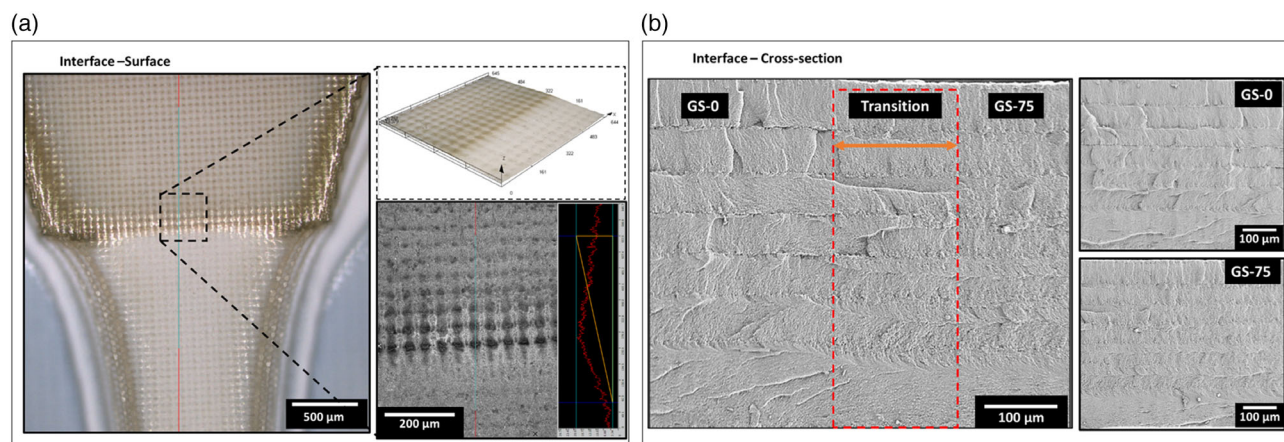 (a)
Interface –Surface
500 µm
645
484
322
161
644
483
322
161
0
Z
200 µm
(b)
Interface – Cross-section
GS-0
Transition
GS-75
100 µm
GS-0
100 µm
GS-75
100 µm